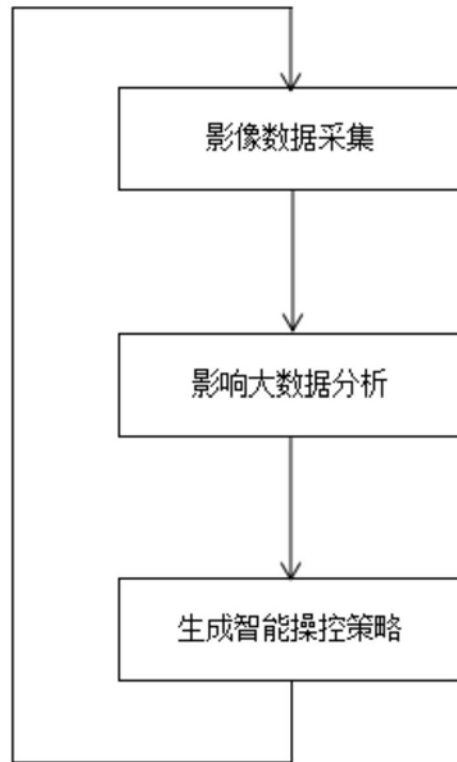 影像数据采集
影响大数据分析
生成智能操控策略